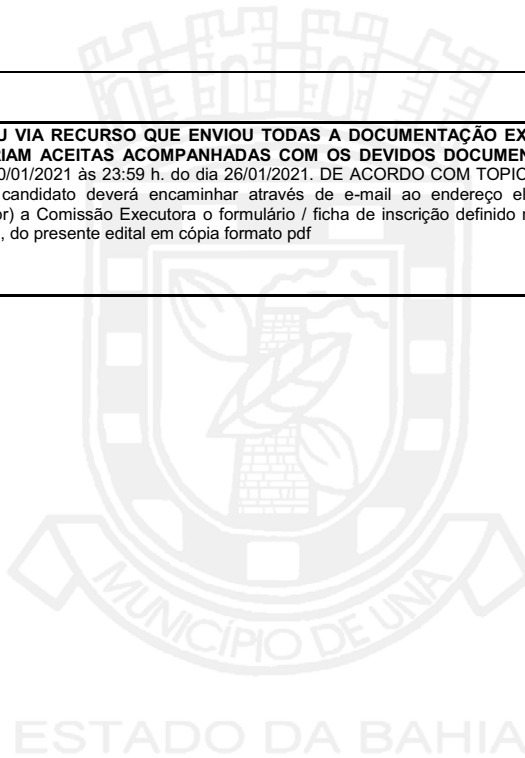 U VIA RECURSO QUE ENVIOU TODAS A DOCUMENTAÇÃO EX
RIAM ACEITAS ACOMPANHADAS COM OS DEVIDOS DOCUMEN
0/01/2021 às 23:59 h. do dia 26/01/2021. DE ACORDO COM TOPIC
candidato deverá encaminhar através de e-mail ao endereço el
or) a Comissão Executora o formulário / ficha de inscrição definido
, do presente edital em cópia formato pdf
MUNICÍPIO DE UNA
ESTADO DA BAHIA